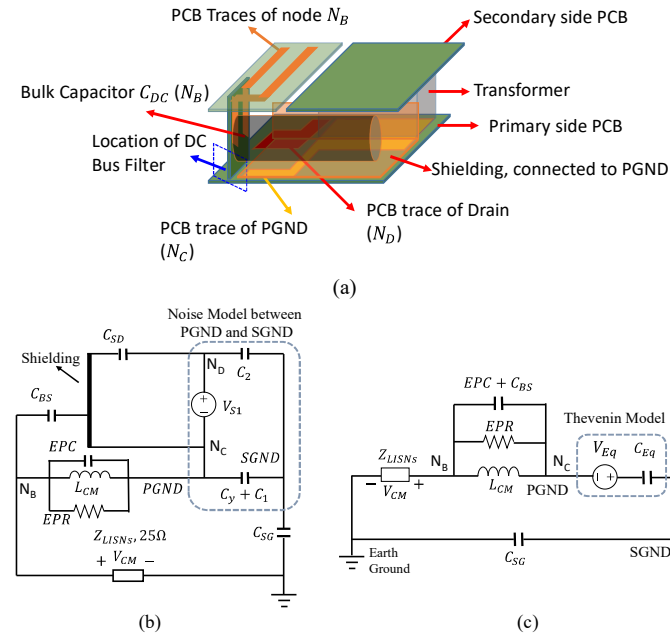 PCB Traces of node N_B
Secondary side PCB
Bulk Capacitor C_DC (N_B)
Transformer
Primary side PCB
Location of DC
Bus Filter
Shielding, connected to PGND
PCB trace of PGND
(N_C)
PCB trace of Drain
(N_D)
(a)
Noise Model between
PGND and SGND
C_SD
Shielding
N_D
C_2
C_BS
V_S1
+
−
EPC
N_C
SGND
N_B
L_CM
PGND
C_y + C_1
EPR
C_SG
Z_LISNs, 25Ω
+ V_CM −
(b)
EPC + C_BS
EPR
Thevenin Model
Z_LISNs
N_B
N_C
V_Eq
C_Eq
− V_CM +
L_CM
PGND
− +
Earth
Ground
C_SG
SGND
(c)